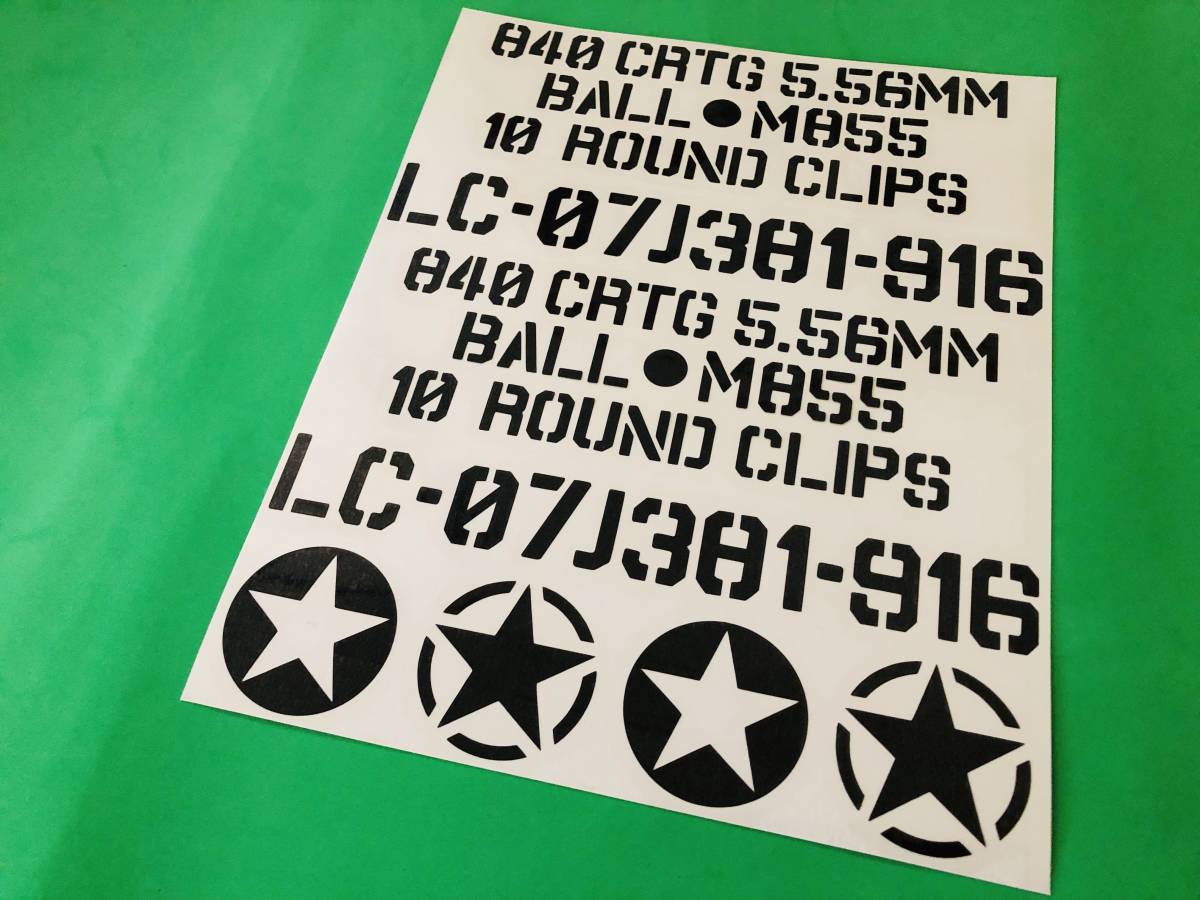 840 CRTG 5.56MM
BALL ● M855
10 ROUND CLIPS
LC-07J381-916
840 CRTG 5.56MM
BALL ● M855
10 ROUND CLIPS
LC-07J381-916